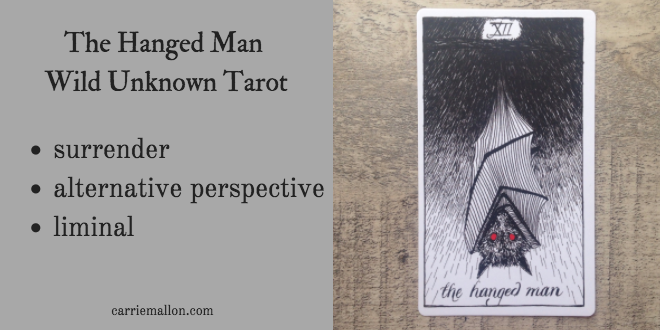 The Hanged Man
Wild Unknown Tarot
• surrender
• alternative perspective
• liminal
carriemallon.com
XII
the hanged man